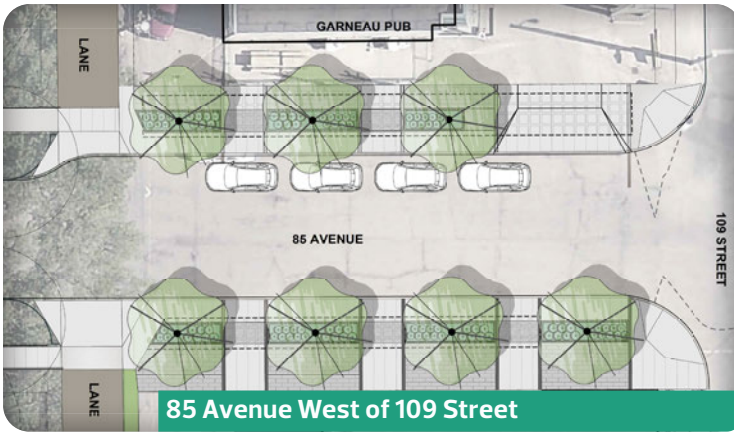 GARNEAU PUB
LANE
85 AVENUE
109 STREET
LANE
85 Avenue West of 109 Street